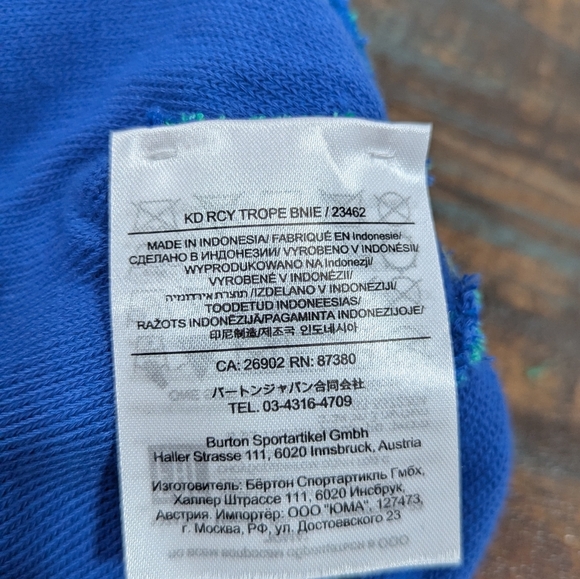 KD RCY TROPE BNIE / 23462
MADE IN INDONESIA/ FABRIQUÉ EN Indonesie/
СДЕЛАНО В ИНДОНЕЗИИ/ VYROBENO V INDONÉSII/
WYPRODUKOWANO NA Indonezji/
VYROBENÉ V INDONÉZII/
תוצרת אינדונזיה /IZDELANO V INDONEZIJI/
TOODETUD INDONEESIAS/
RAŽOTS INDONĒZIJĀ/PAGAMINTA INDONEZIJOJE/
印尼制造/제조국 인도네시아
CA: 26902 RN: 87380
バートンジャパン合同会社
TEL. 03-4316-4709
Burton Sportartikel Gmbh
Haller Strasse 111, 6020 Innsbruck, Austria
Изготовитель: Бёртон Спортартикль Гмбх,
Халлер Штрассе 111, 6020 Инсбрук,
Австрия. Импортёр: ООО "ЮМА", 127473,
г. Москва, РФ, ул. Достоевского 23